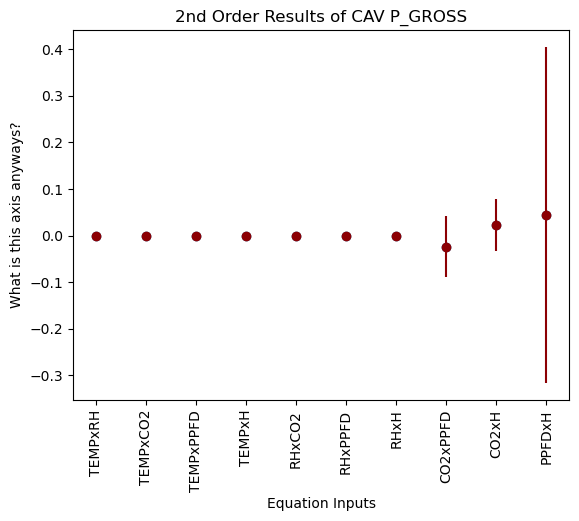 2nd Order Results of CAV P_GROSS
What is this axis anyways?
0.4
0.3
0.2
0.1
0.0
−0.1
−0.2
−0.3
TEMPxRH
TEMPxCO2
TEMPxPPFD
TEMPxH
RHxCO2
RHxPPFD
RHxH
CO2xPPFD
CO2xH
PPFDxH
Equation Inputs